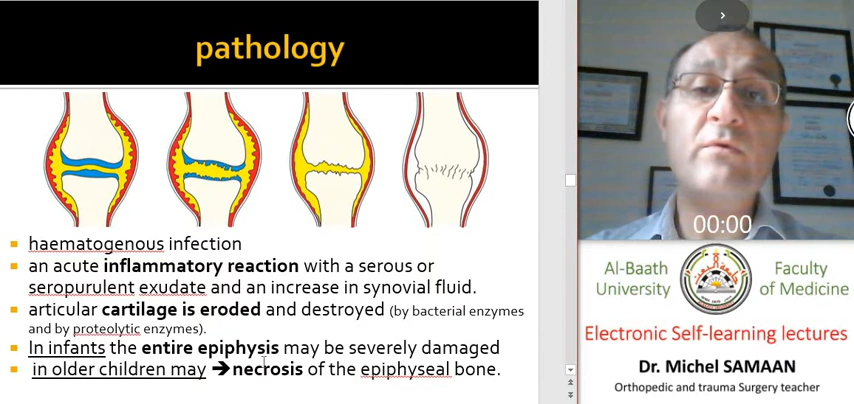 pathology
haematogenous infection
an acute inflammatory reaction with a serous or
seropurulent exudate and an increase in synovial fluid.
articular cartilage is eroded and destroyed (by bacterial enzymes
and by proteolytic enzymes).
In infants the entire epiphysis may be severely damaged
in older children may ➔necrosis of the epiphyseal bone.
00:00
Al-Baath
University
Faculty
of Medicine
Electronic Self-learning lectures
Dr. Michel SAMAAN
Orthopedic and trauma Surgery teacher